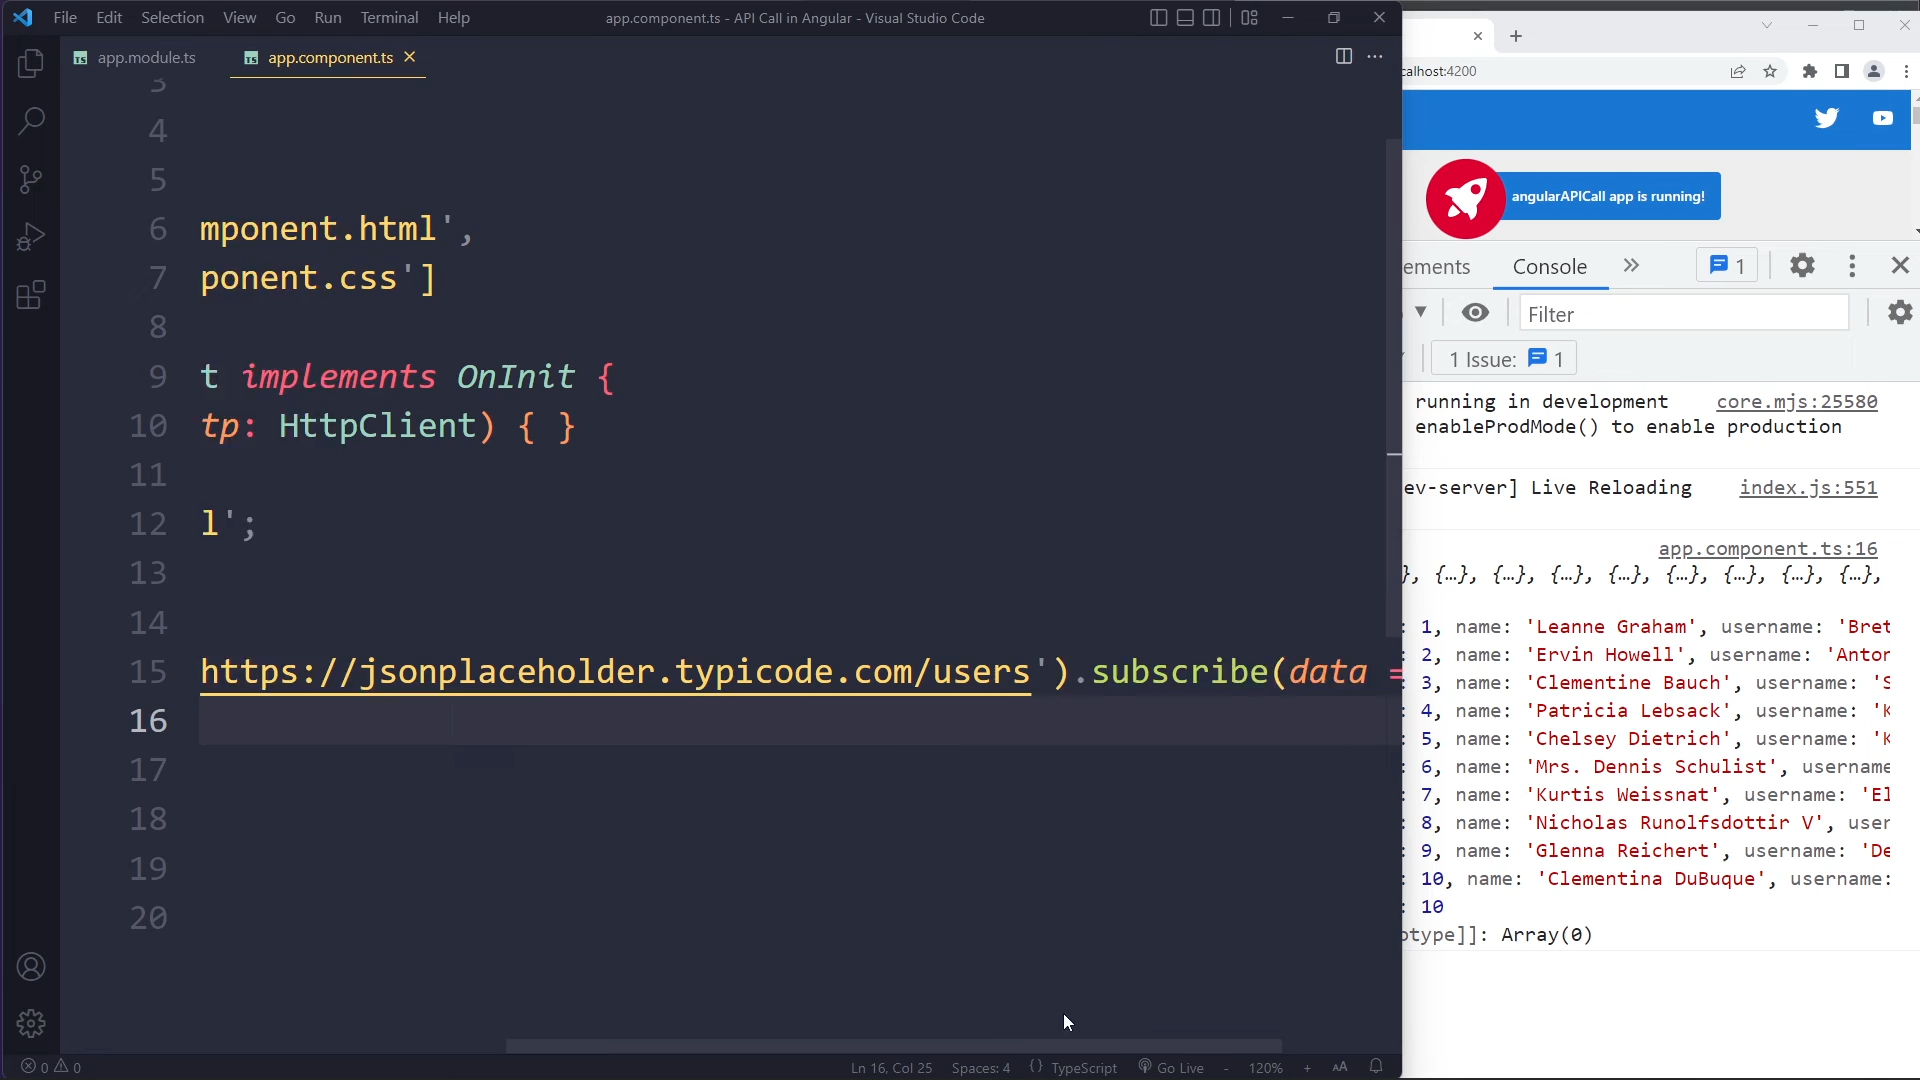 File Edit Selection View Go Run Terminal Help
app.component.ts - API Call in Angular - Visual Studio Code
app.module.ts
app.component.ts
3
4
5
6 mponent.html',
7 ponent.css']
8
9 t implements OnInit {
10 tp: HttpClient) { }
11
12 l';
13
14
15 https://jsonplaceholder.typicode.com/users').subscribe(data =
16
17
18
19
20
0 0
Ln 16, Col 25 Spaces: 4 {} TypeScript Go Live - 120% + AA
calhost:4200
angularAPICall app is running!
ements Console 1
Filter
1 Issue: 1
running in development core.mjs:25580
enableProdMode() to enable production
ev-server] Live Reloading index.js:551
app.component.ts:16
}, {…}, {…}, {…}, {…}, {…}, {…}, {…}, {…},
: 1, name: 'Leanne Graham', username: 'Bret
: 2, name: 'Ervin Howell', username: 'Anton
: 3, name: 'Clementine Bauch', username: 'S
: 4, name: 'Patricia Lebsack', username: 'K
: 5, name: 'Chelsey Dietrich', username: 'K
: 6, name: 'Mrs. Dennis Schulist', username
: 7, name: 'Kurtis Weissnat', username: 'El
: 8, name: 'Nicholas Runolfsdottir V', user
: 9, name: 'Glenna Reichert', username: 'De
: 10, name: 'Clementina DuBuque', username:
: 10
otype]]: Array(0)